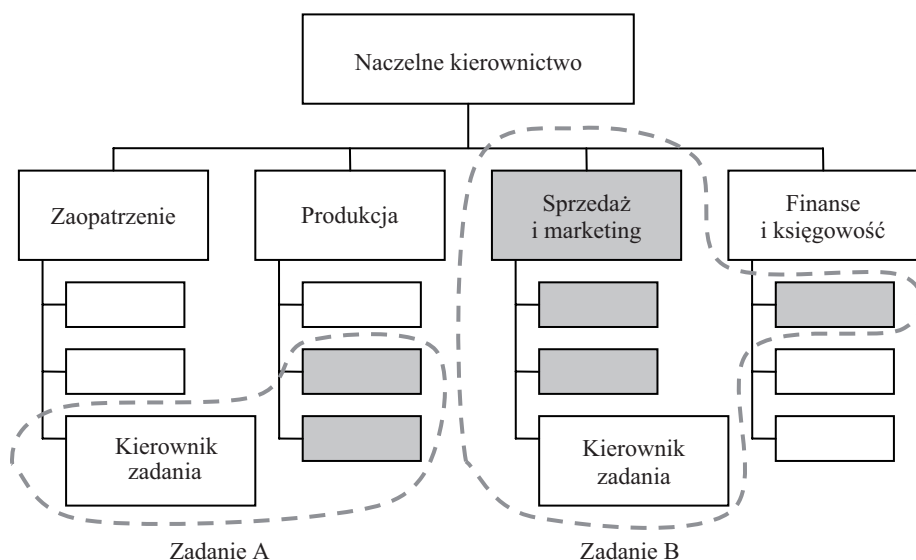 Naczelne kierownictwo
Zaopatrzenie
Produkcja
Sprzedaż
i marketing
Finanse
i księgowość
Kierownik
zadania
Kierownik
zadania
Zadanie A
Zadanie B